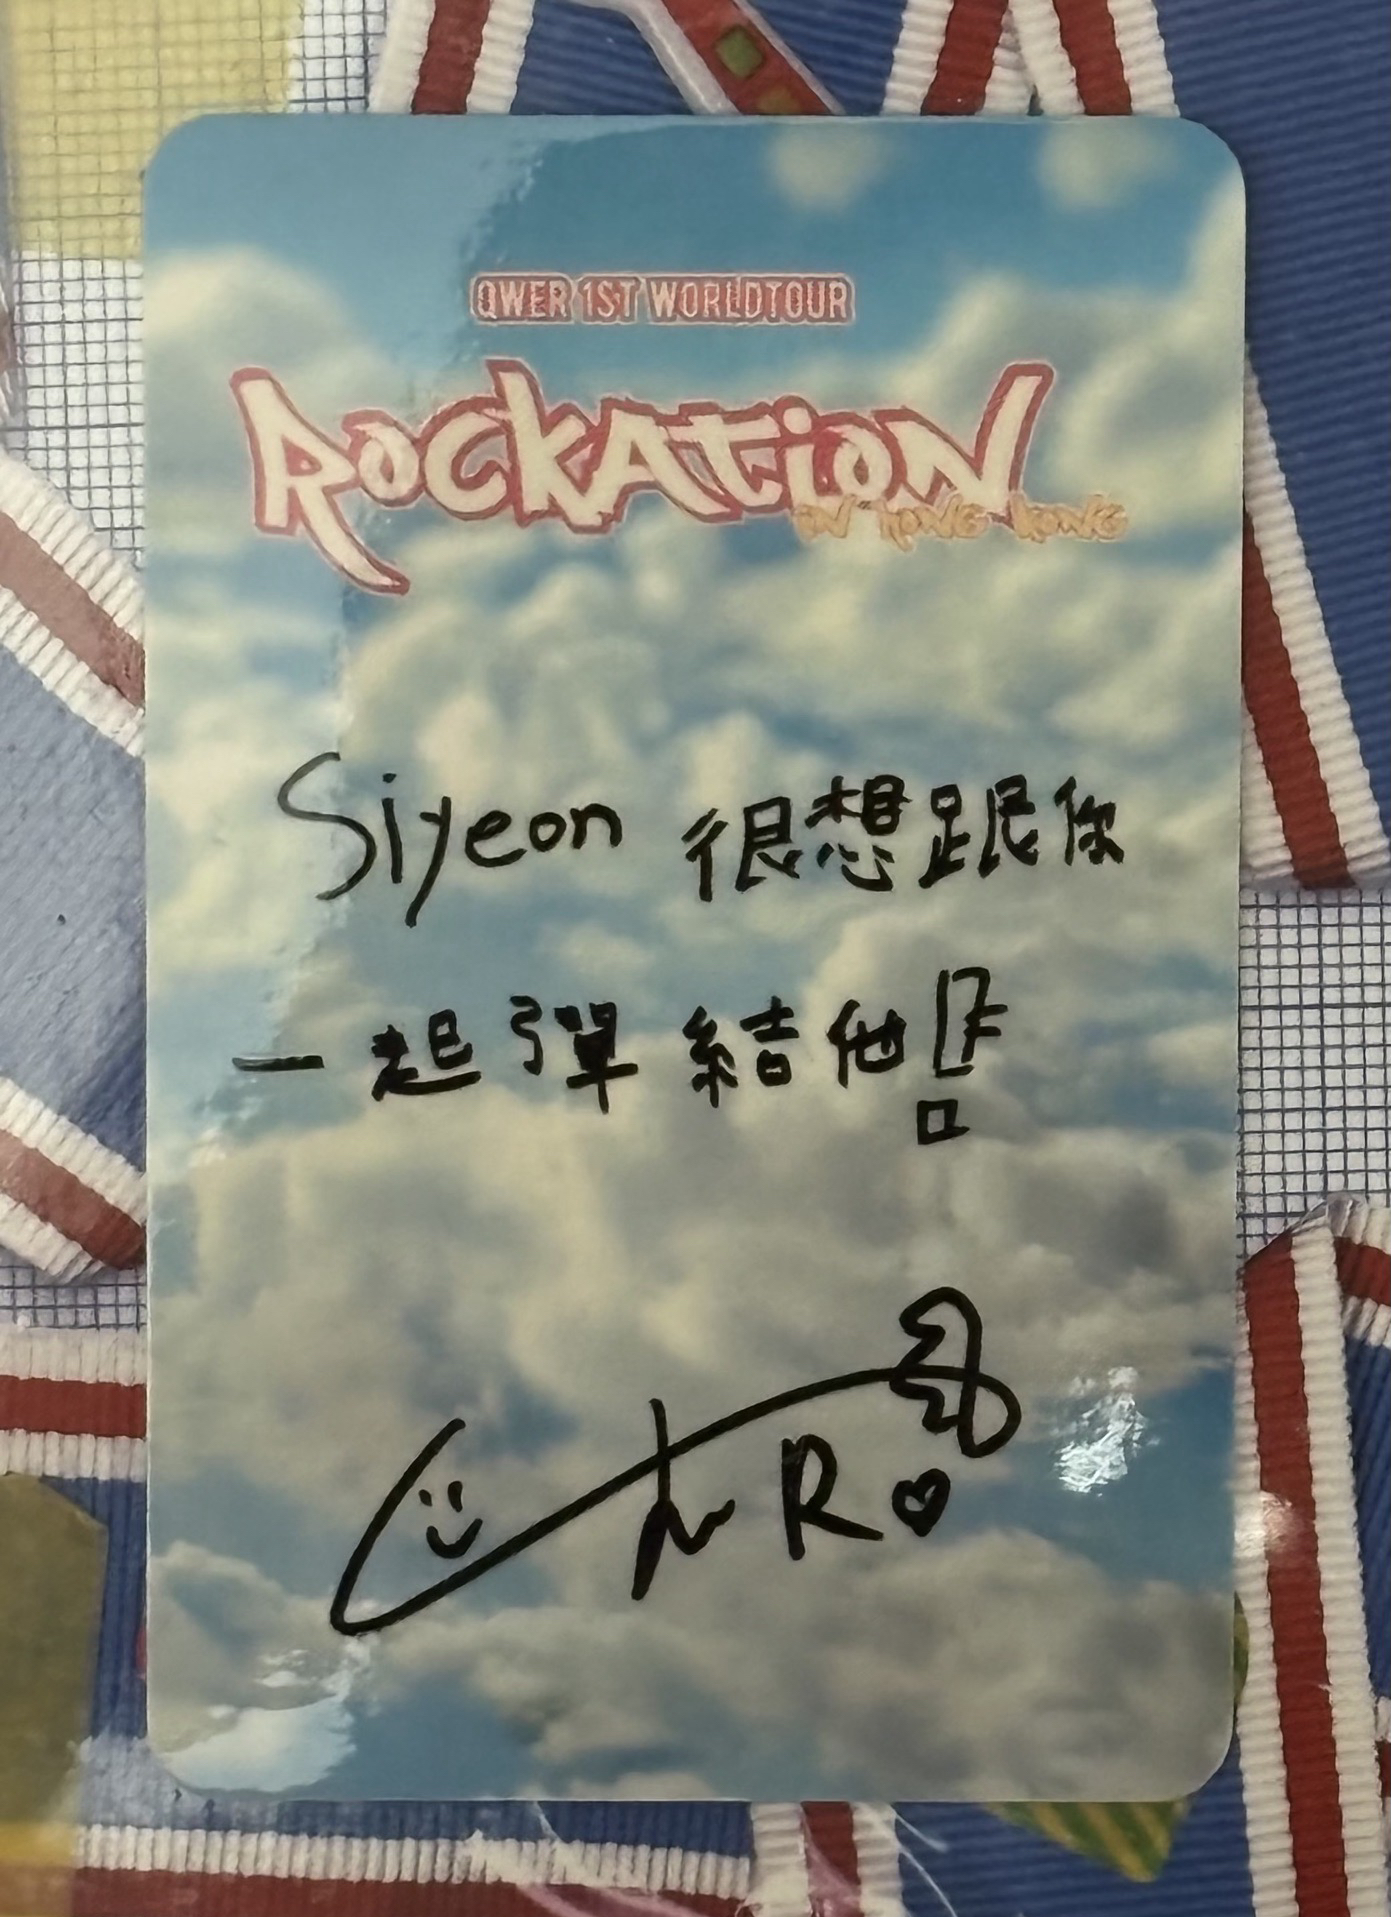 QWER 1ST WORLDTOUR
ROCKATION
IN HONG KONG
Siyeon 很想跟你
一起彈結他!